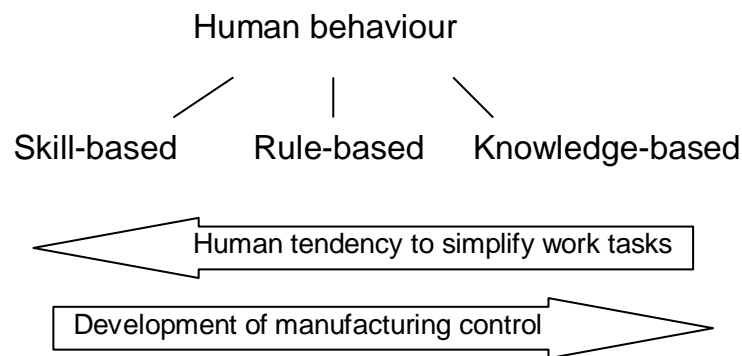 Human behaviour
Skill-based Rule-based Knowledge-based
Human tendency to simplify work tasks
Development of manufacturing control